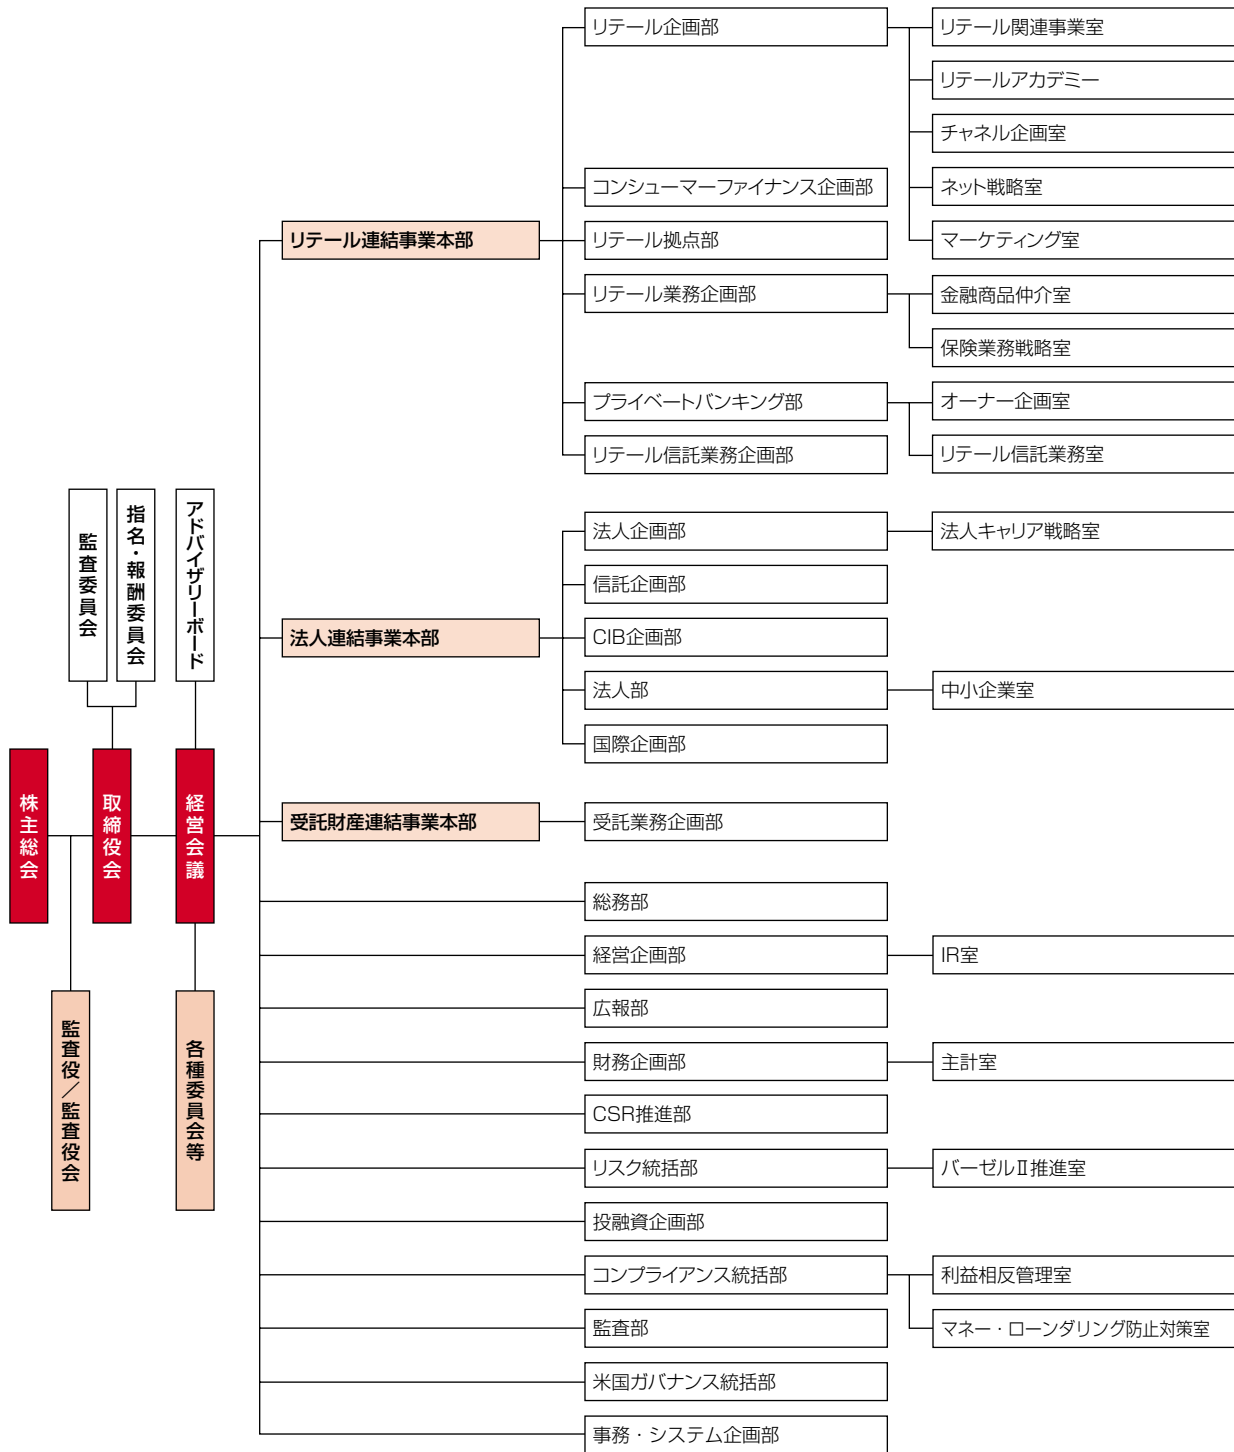 株主総会
取締役会
経営会議
監査委員会
指名・報酬委員会
アドバイザリーボード
監査役／監査役会
各種委員会等
リテール連結事業本部
リテール企画部
リテール関連事業室
リテールアカデミー
チャネル企画室
ネット戦略室
マーケティング室
コンシューマーファイナンス企画部
リテール拠点部
リテール業務企画部
金融商品仲介室
保険業務戦略室
プライベートバンキング部
オーナー企画室
リテール信託業務室
リテール信託業務企画部
法人連結事業本部
法人企画部
法人キャリア戦略室
信託企画部
CIB企画部
法人部
中小企業室
国際企画部
受託財産連結事業本部
受託業務企画部
総務部
経営企画部
IR室
広報部
財務企画部
主計室
CSR推進部
リスク統括部
バーゼルⅡ推進室
投融資企画部
コンプライアンス統括部
利益相反管理室
マネー・ローンダリング防止対策室
監査部
米国ガバナンス統括部
事務・システム企画部